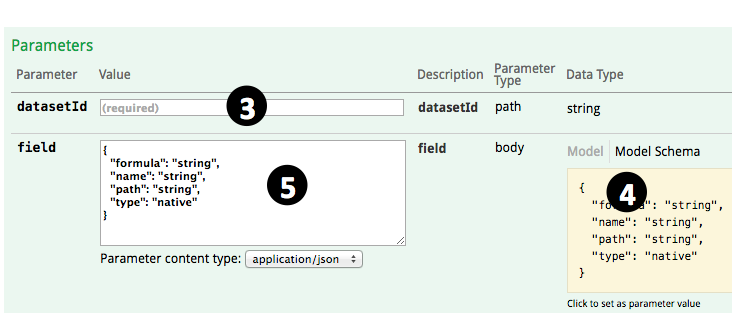 Parameters
Parameter Value Description Parameter Type Data Type
datasetId (required) 3 datasetId path string
field
{
"formula": "string",
"name": "string",
"path": "string",
"type": "native"
}
5
Parameter content type: application/json
field body
Model Model Schema
{
"formula": "string",
"name": "string",
"path": "string",
"type": "native"
}
4
Click to set as parameter value